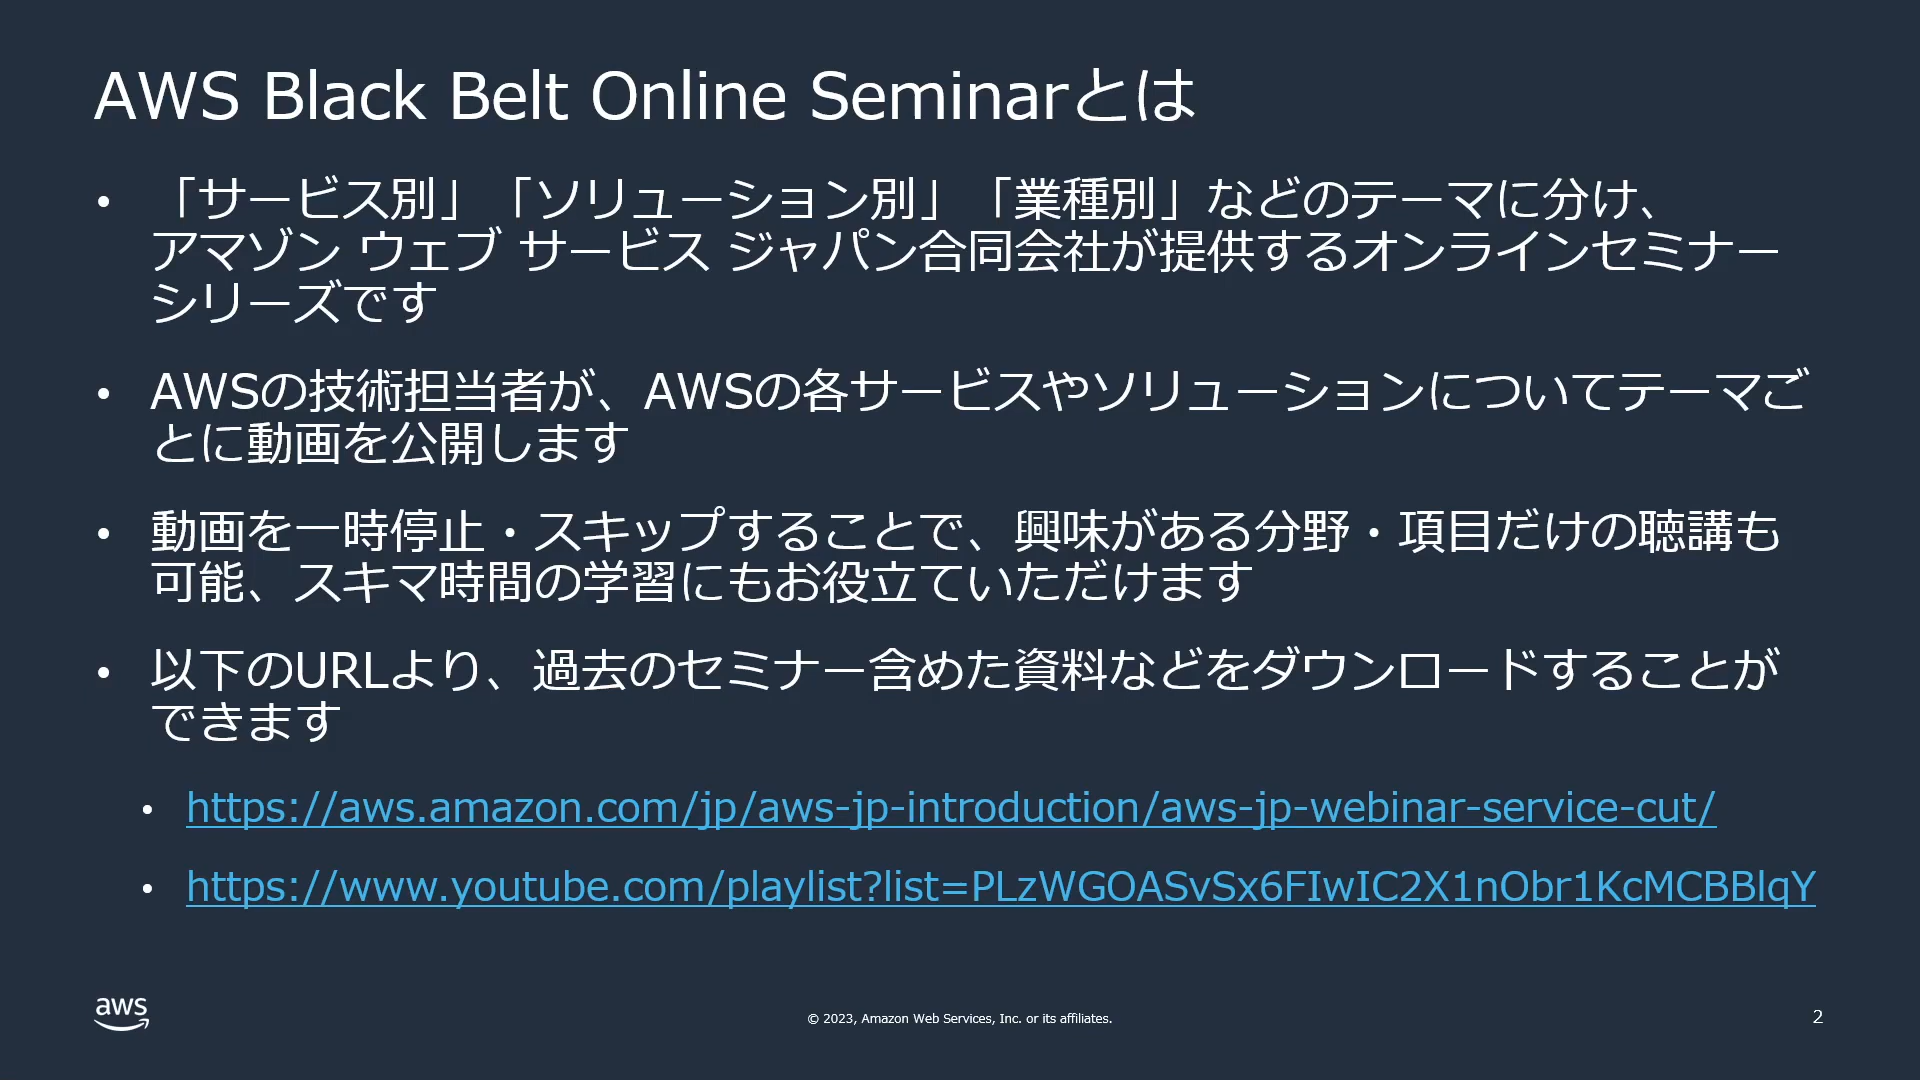 AWS Black Belt Online Seminarとは
• 「サービス別」「ソリューション別」「業種別」などのテーマに分け、
アマゾン ウェブ サービス ジャパン合同会社が提供するオンラインセミナー
シリーズです
• AWSの技術担当者が、AWSの各サービスやソリューションについてテーマご
とに動画を公開します
• 動画を一時停止・スキップすることで、興味がある分野・項目だけの聴講も
可能、スキマ時間の学習にもお役立ていただけます
• 以下のURLより、過去のセミナー含めた資料などをダウンロードすることが
できます
• https://aws.amazon.com/jp/aws-jp-introduction/aws-jp-webinar-service-cut/
• https://www.youtube.com/playlist?list=PLzWGOASvSx6FIwIC2X1nObr1KcMCBBlqY
aws
© 2023, Amazon Web Services, Inc. or its affiliates.
2